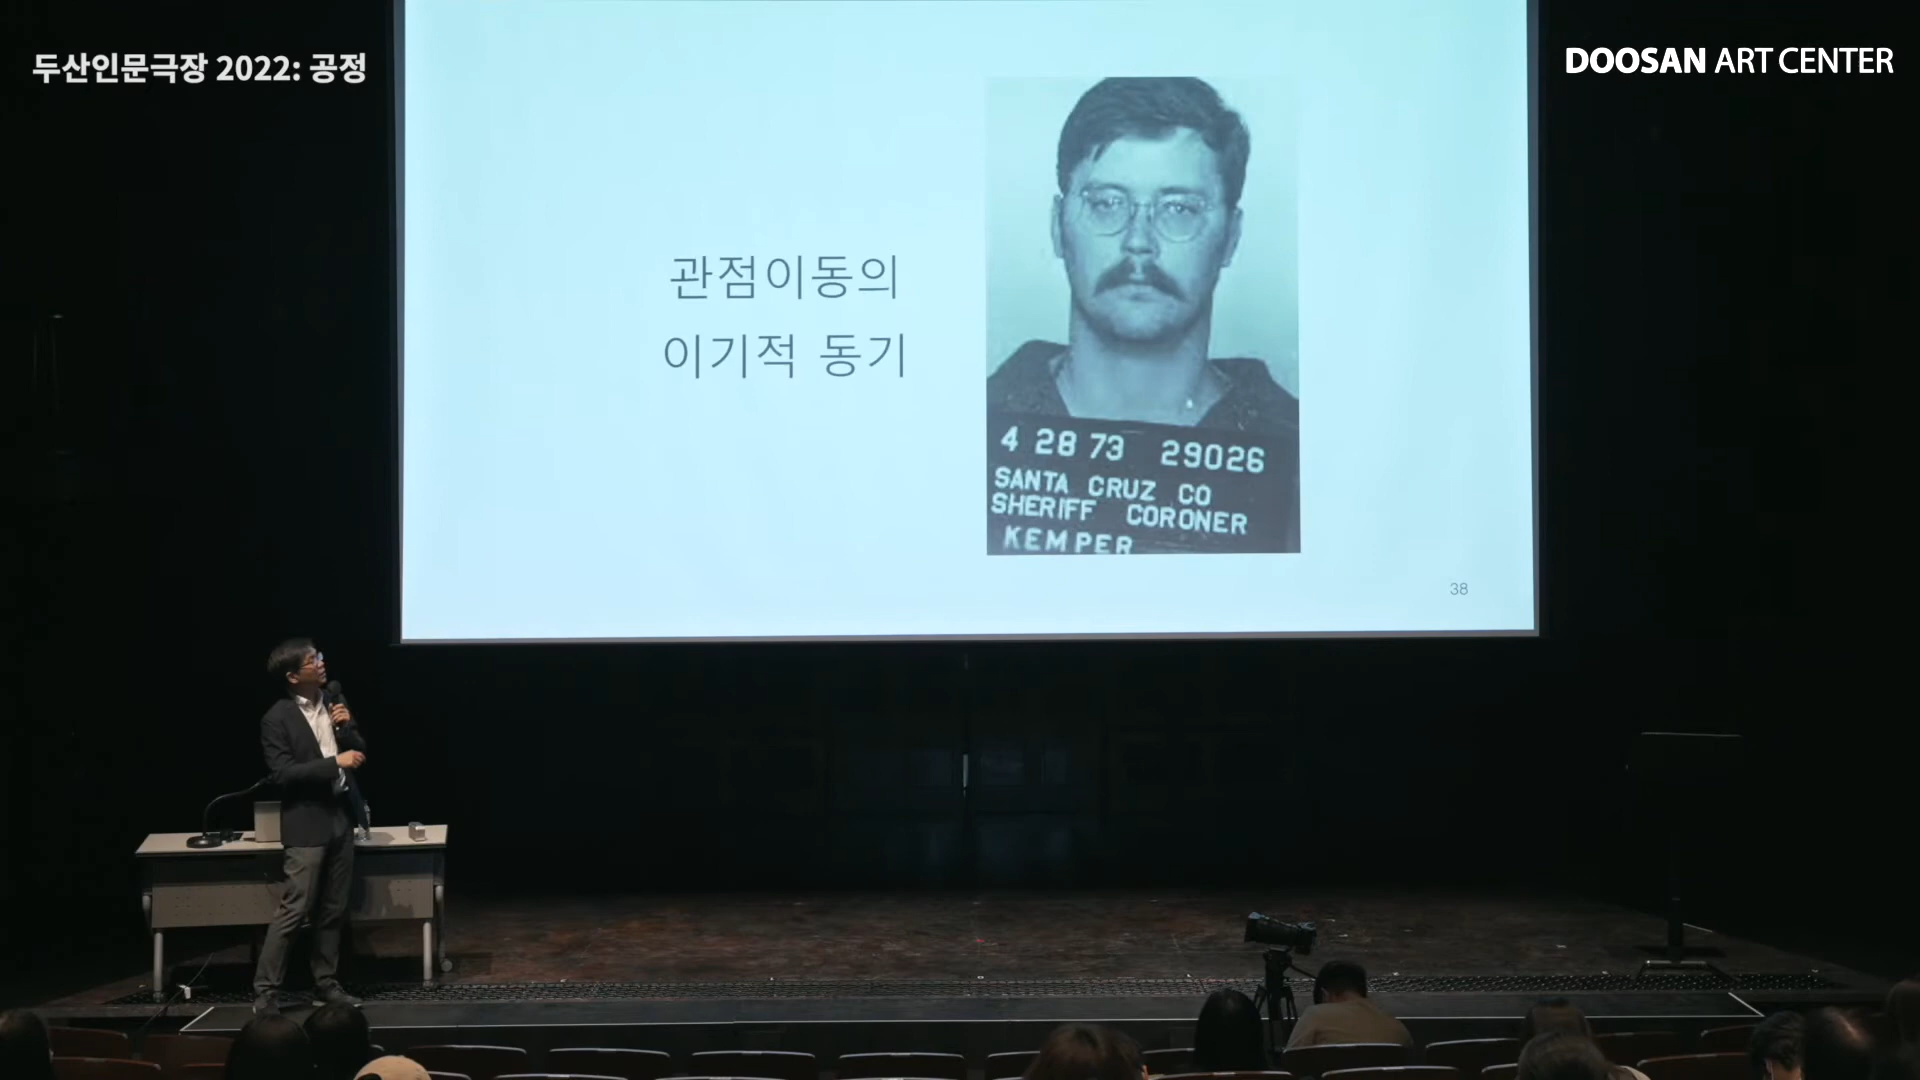 두산인문극장 2022: 공정
DOOSAN ART CENTER
관점이동의
이기적 동기
4 28 73 29026
SANTA CRUZ CO
SHERIFF CORONER
KEMPER
38